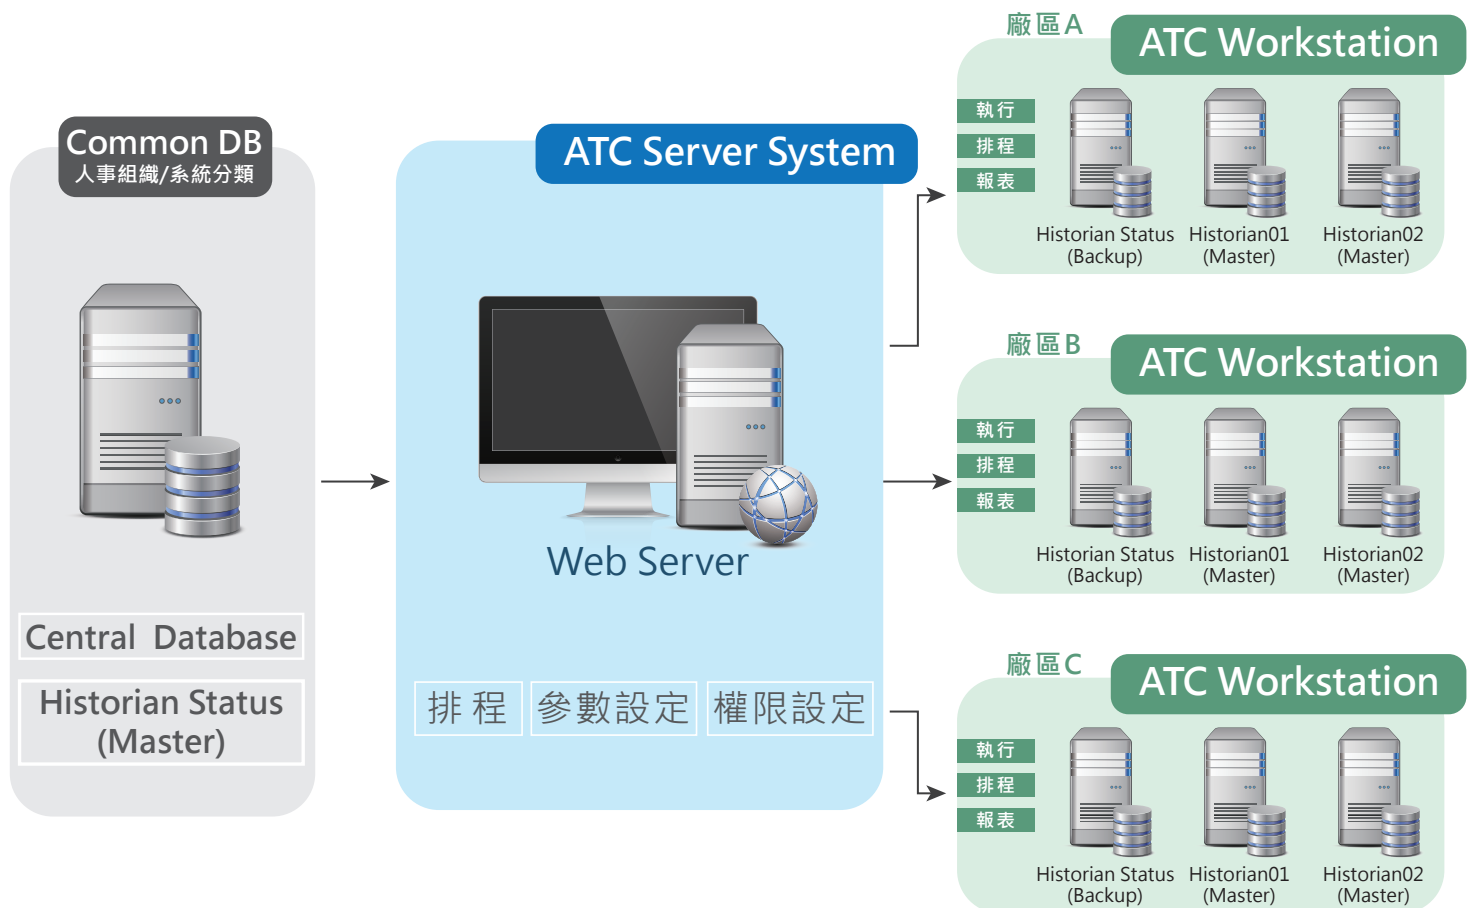 Common DB
人事組織/系統分類
Central Database
Historian Status
(Master)
ATC Server System
Web Server
排程
參數設定
權限設定
廠區A
ATC Workstation
執行
排程
報表
Historian Status
(Backup)
Historian01
(Master)
Historian02
(Master)
廠區B
ATC Workstation
執行
排程
報表
Historian Status
(Backup)
Historian01
(Master)
Historian02
(Master)
廠區C
ATC Workstation
執行
排程
報表
Historian Status
(Backup)
Historian01
(Master)
Historian02
(Master)